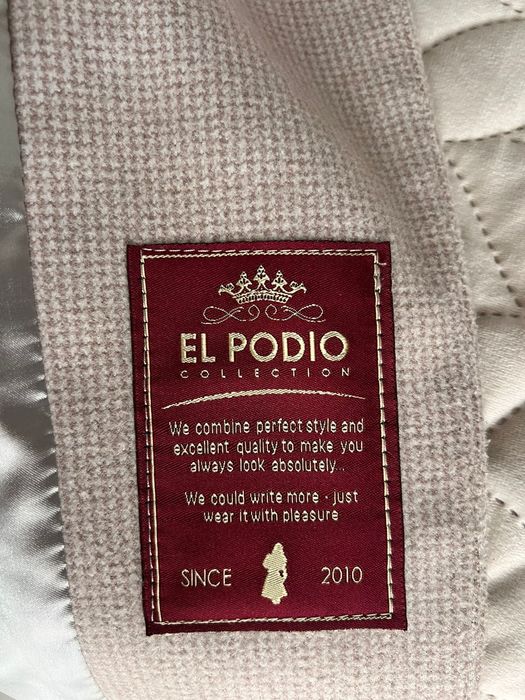 EL PODIO
COLLECTION
We combine perfect style and
excellent quality to make you
always look absolutely...
We could write more - just
wear it with pleasure
SINCE 2010